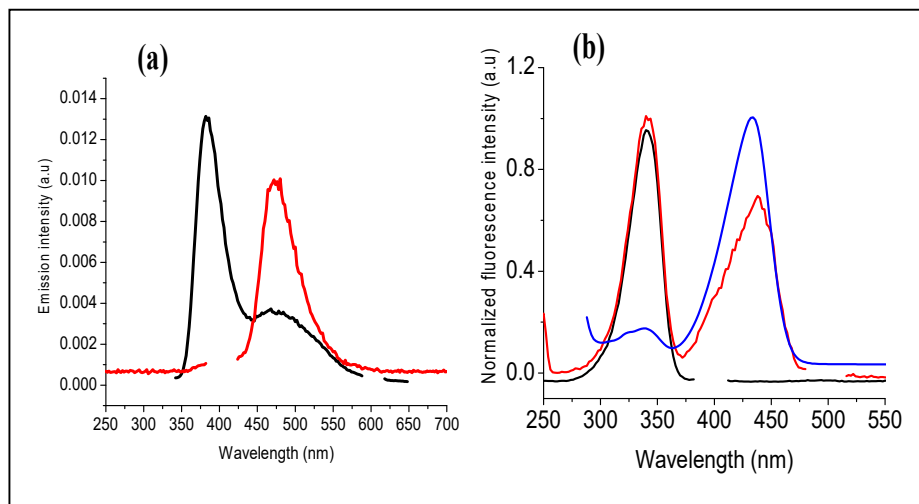 (a)
Emission intensity (a.u)
0.014
0.012
0.010
0.008
0.006
0.004
0.002
0.000
250 300 350 400 450 500 550 600 650 700
Wavelength (nm)
(b)
Normalized fluorescence intensity (a.u)
1.2
0.8
0.4
0.0
250 300 350 400 450 500 550
Wavelength (nm)